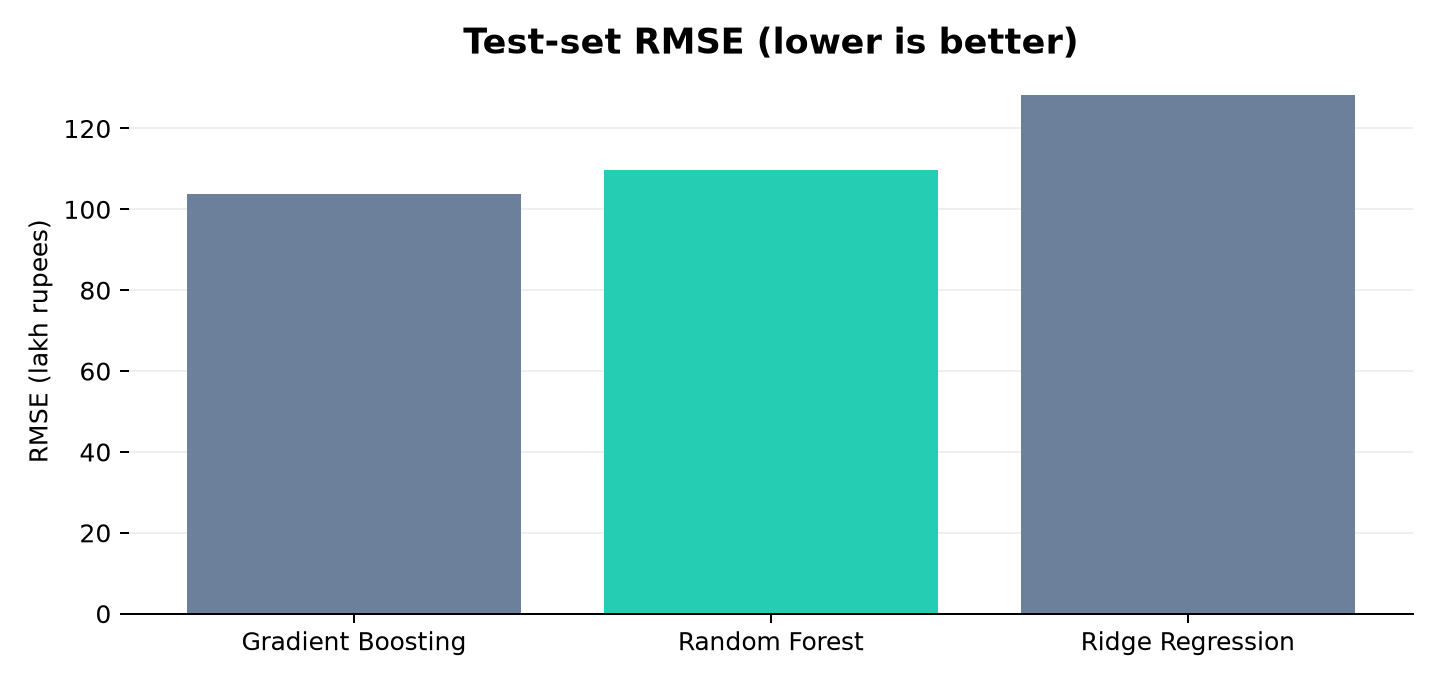 Test-set RMSE (lower is better)
RMSE (lakh rupees)
120
100
80
60
40
20
0
Gradient Boosting
Random Forest
Ridge Regression